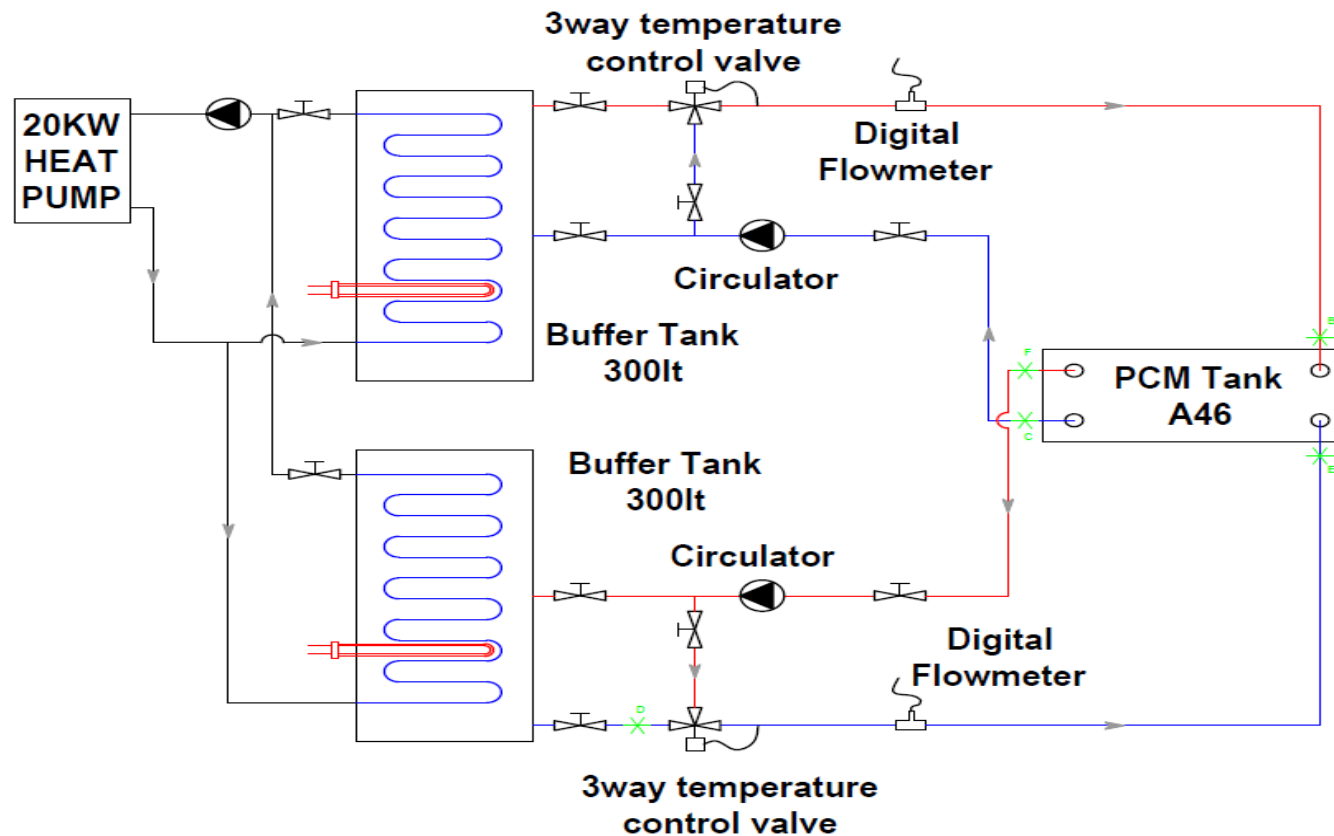 3way temperature
control valve
20KW
HEAT
PUMP
Digital
Flowmeter
Circulator
Buffer Tank
300lt
B
F
PCM Tank
A46
C
E
Buffer Tank
300lt
Circulator
Digital
Flowmeter
D
3way temperature
control valve